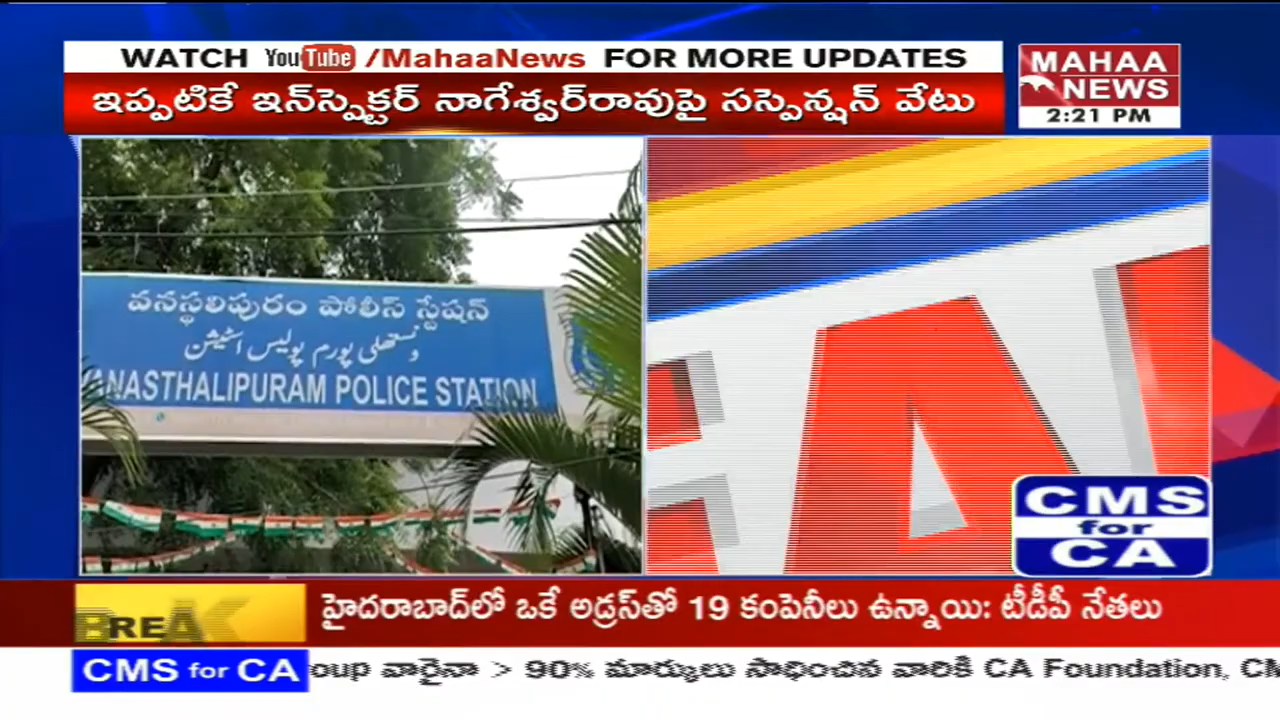 WATCH YouTube /MahaaNews FOR MORE UPDATES
MAHAA
NEWS
2:21 PM
ఇప్పటికే ఇన్‌స్పెక్టర్ నాగేశ్వర్‌రావుపై సస్పెన్షన్ వేటు
వనస్థలిపురం పోలీస్ స్టేషన్
ونستھلی پورم پولیس اسٹیشن
ANASTHALIPURAM POLICE STATION
CMS
for
CA
BREAK
హైదరాబాద్‌లో ఒకే అడ్రస్‌తో 19 కంపెనీలు ఉన్నాయి: టీడీపీ నేతలు
CMS for CA
oup వారైనా > 90% మార్కులు సాధించిన వారికి CA Foundation, CM